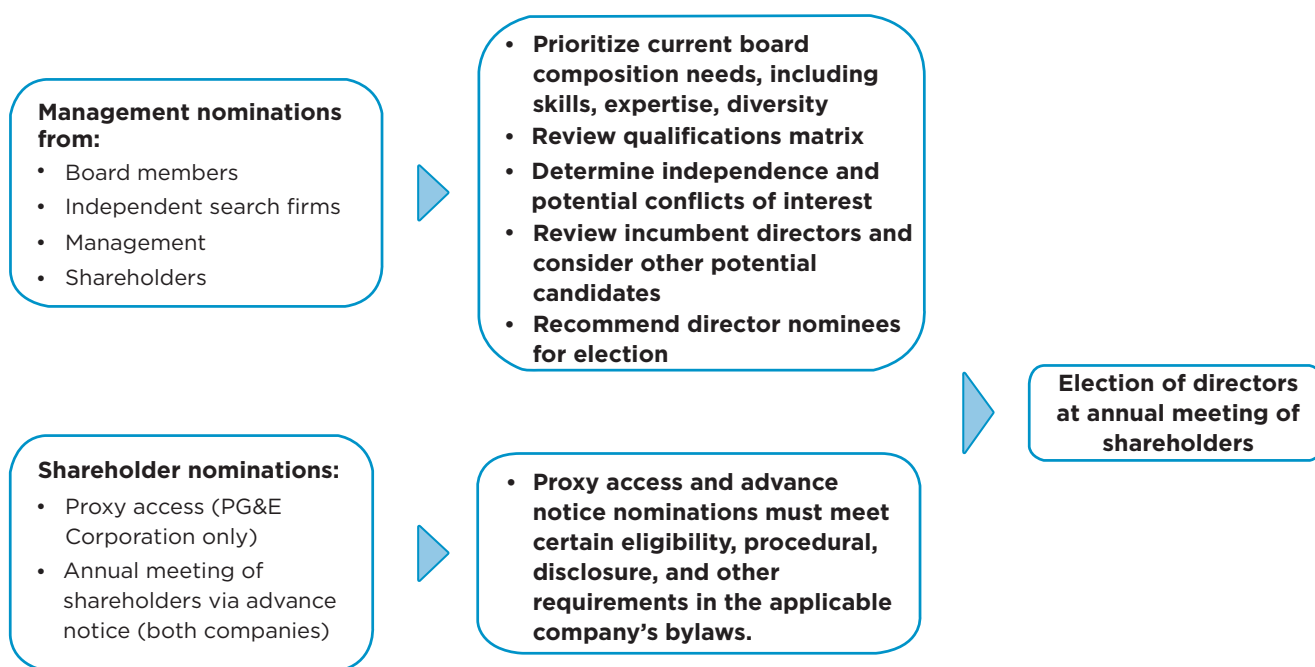 Management nominations
from:
• Board members
• Independent search firms
• Management
• Shareholders
• Prioritize current board
composition needs, including
skills, expertise, diversity
• Review qualifications matrix
• Determine independence and
potential conflicts of interest
• Review incumbent directors and
consider other potential
candidates
• Recommend director nominees
for election
Shareholder nominations:
• Proxy access (PG&E
Corporation only)
• Annual meeting of
shareholders via advance
notice (both companies)
• Proxy access and advance
notice nominations must meet
certain eligibility, procedural,
disclosure, and other
requirements in the applicable
company’s bylaws.
Election of directors
at annual meeting of
shareholders